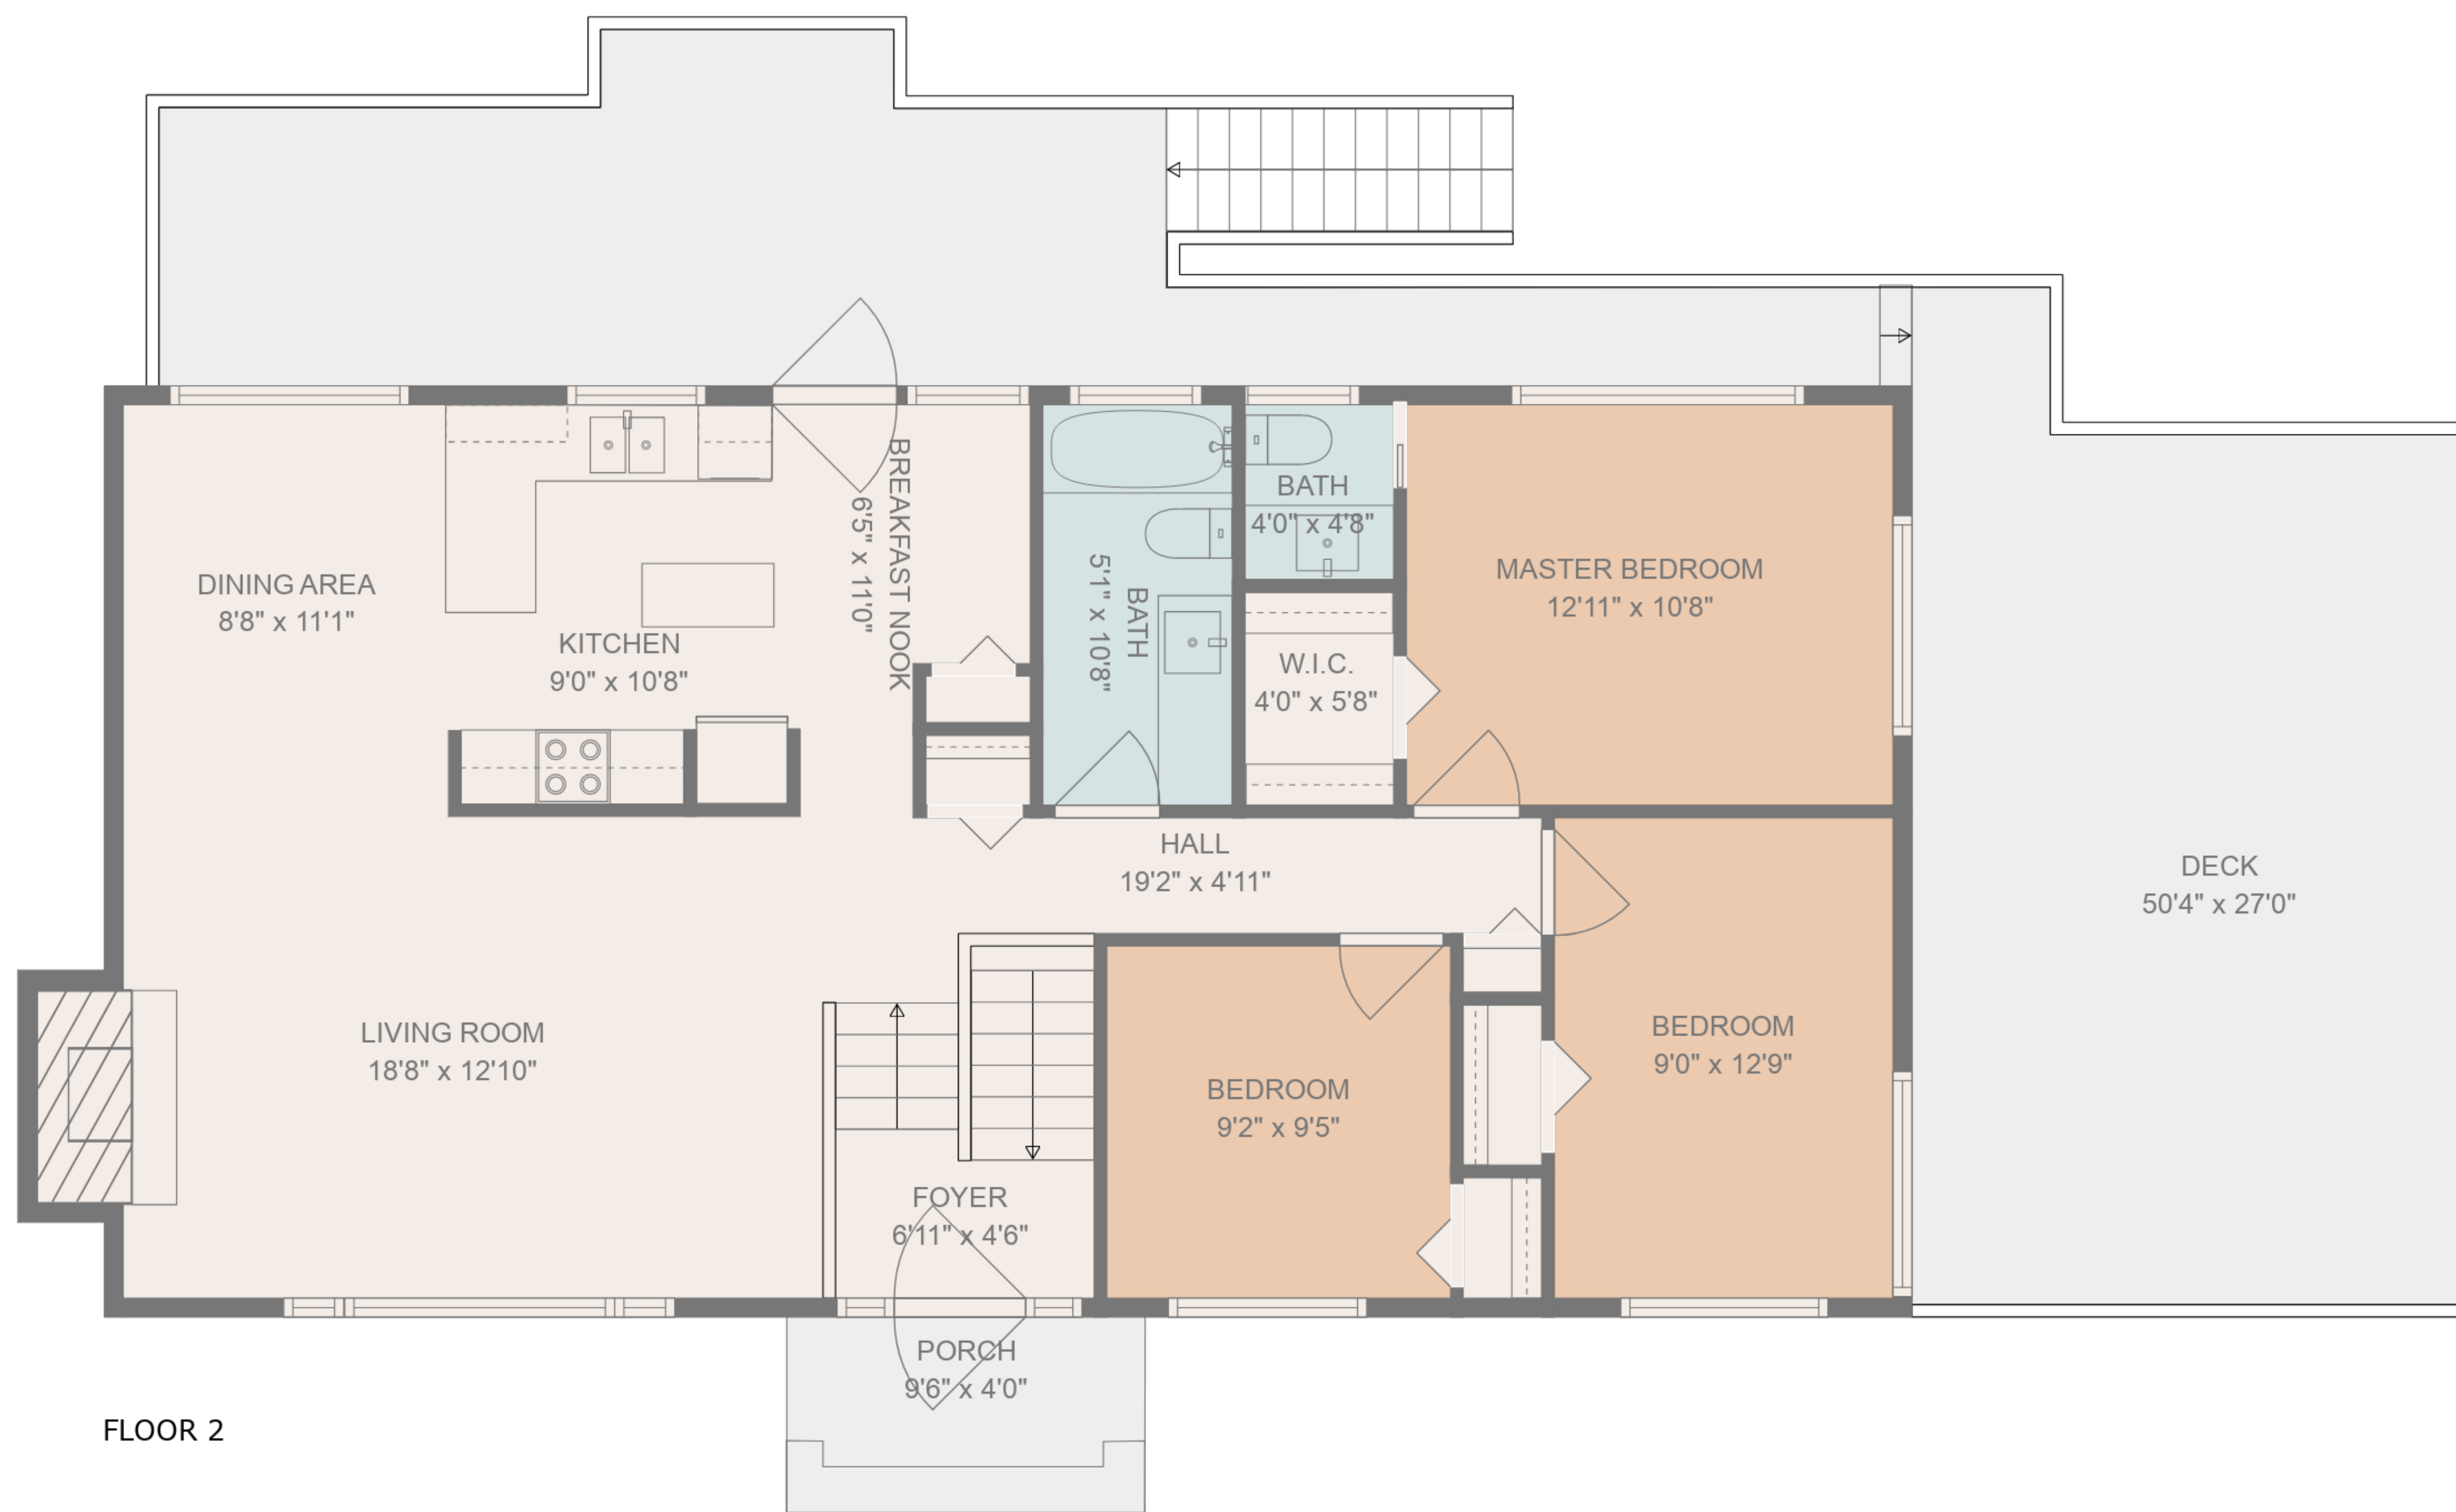 BREAKFAST NOOK
6'5" x 11'0"
BATH
4'0" x 4'8"
DINING AREA
8'8" x 11'1"
BATH
5'1" x 10'8"
MASTER BEDROOM
12'11" x 10'8"
KITCHEN
9'0" x 10'8"
W.I.C.
4'0" x 5'8"
HALL
19'2" x 4'11"
DECK
50'4" x 27'0"
LIVING ROOM
18'8" x 12'10"
BEDROOM
9'0" x 12'9"
BEDROOM
9'2" x 9'5"
FOYER
6'11" x 4'6"
PORCH
9'6" x 4'0"
FLOOR 2